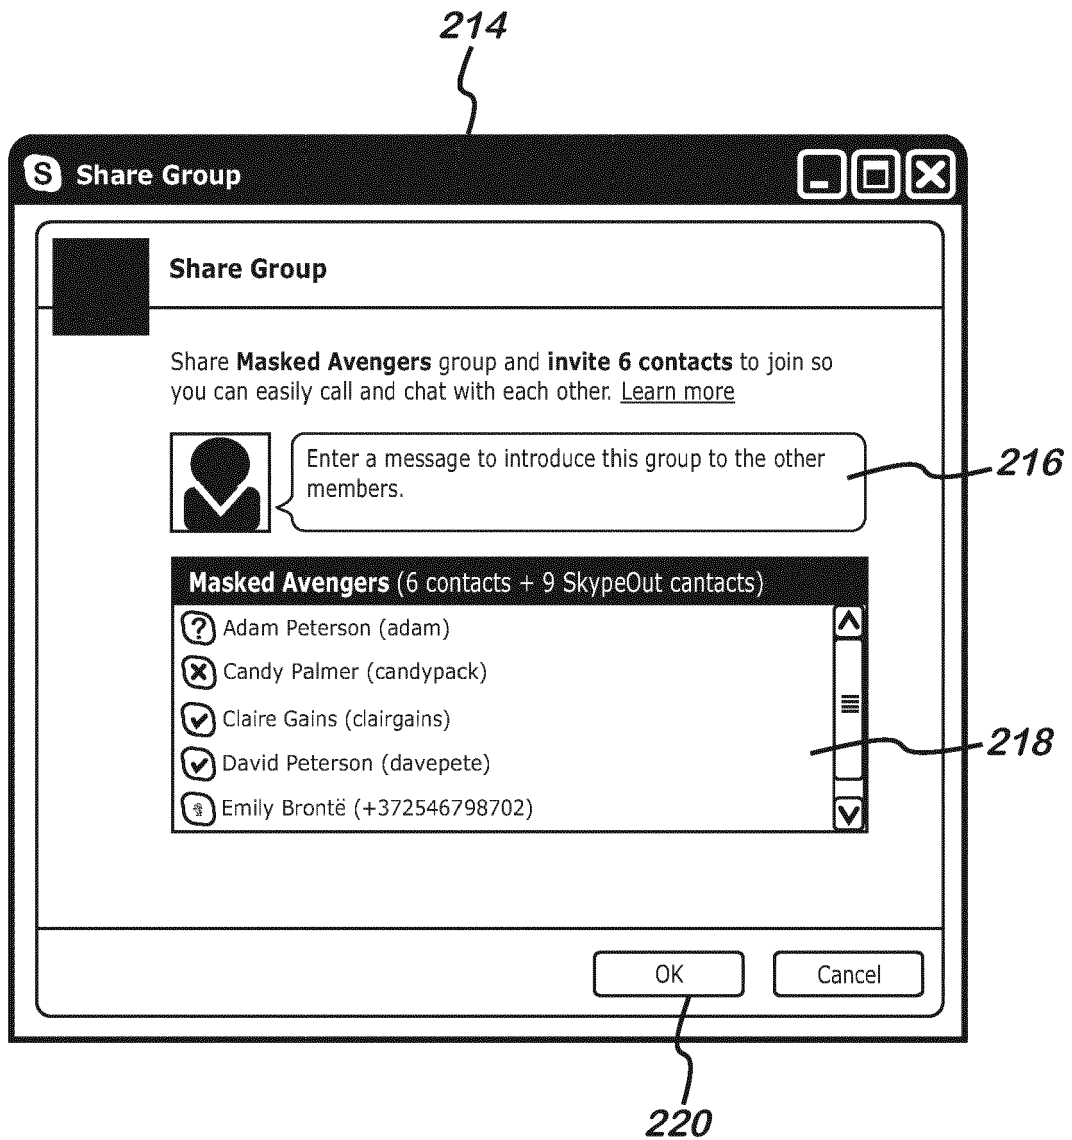 214
S Share Group
Share Group
Share Masked Avengers group and invite 6 contacts to join so
you can easily call and chat with each other. Learn more
Enter a message to introduce this group to the other
members.
216
Masked Avengers (6 contacts + 9 SkypeOut cantacts)
Adam Peterson (adam)
Candy Palmer (candypack)
Claire Gains (clairgains)
218
David Peterson (davepete)
Emily Brontë (+372546798702)
OK
Cancel
220